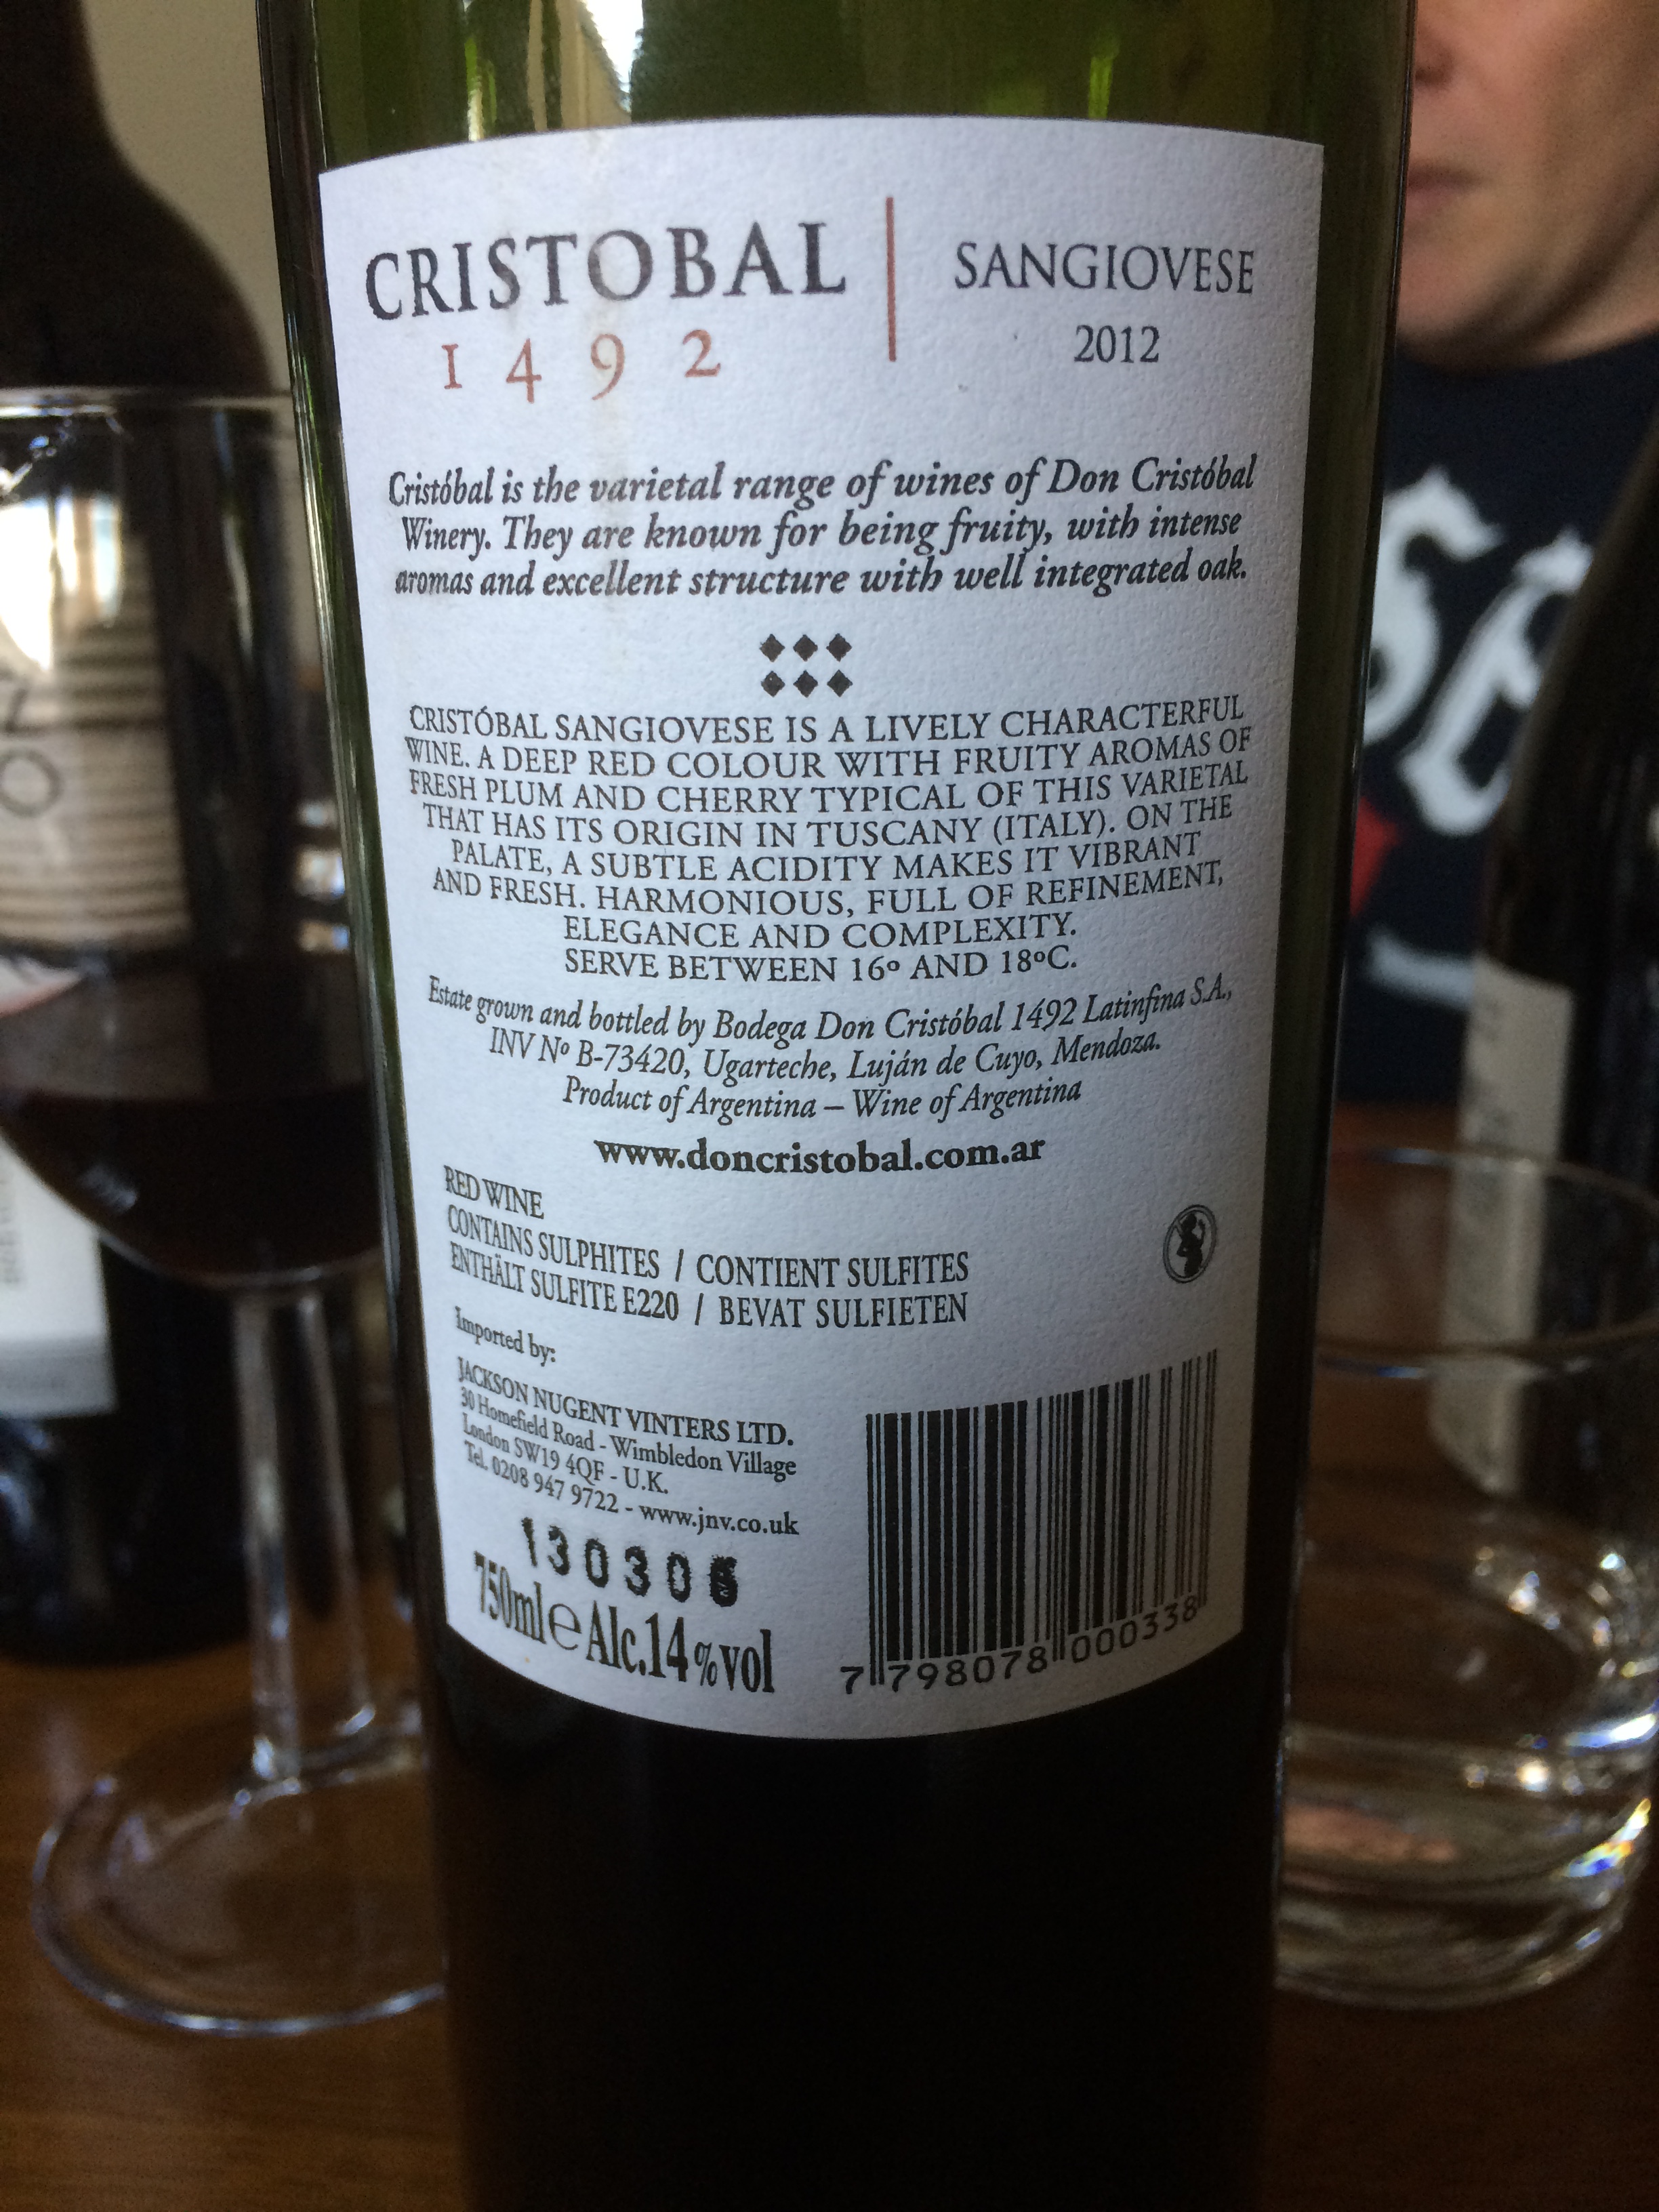 CRISTOBAL
1492
SANGIOVESE
2012
Cristóbal is the varietal range of wines of Don Cristóbal
Winery. They are known for being fruity, with intense
aromas and excellent structure with well integrated oak.
CRISTÓBAL SANGIOVESE IS A LIVELY CHARACTERFUL
WINE. A DEEP RED COLOUR WITH FRUITY AROMAS OF
FRESH PLUM AND CHERRY TYPICAL OF THIS VARIETAL
THAT HAS ITS ORIGIN IN TUSCANY (ITALY). ON THE
PALATE, A SUBTLE ACIDITY MAKES IT VIBRANT
AND FRESH. HARMONIOUS, FULL OF REFINEMENT,
ELEGANCE AND COMPLEXITY.
SERVE BETWEEN 16º AND 18ºC.
Estate grown and bottled by Bodega Don Cristóbal 1492 Latinfina S.A.,
INV Nº B-73420, Ugarteche, Luján de Cuyo, Mendoza.
Product of Argentina – Wine of Argentina
www.doncristobal.com.ar
RED WINE
CONTAINS SULPHITES / CONTIENT SULFITES
ENTHÄLT SULFITE E220 / BEVAT SULFIETEN
Imported by:
JACKSON NUGENT VINTERS LTD.
30 Homefield Road - Wimbledon Village
London SW19 4QF - U.K.
Tel. 0208 947 9722 - www.jnv.co.uk
750ml e Alc.14%vol
7 798078 000338